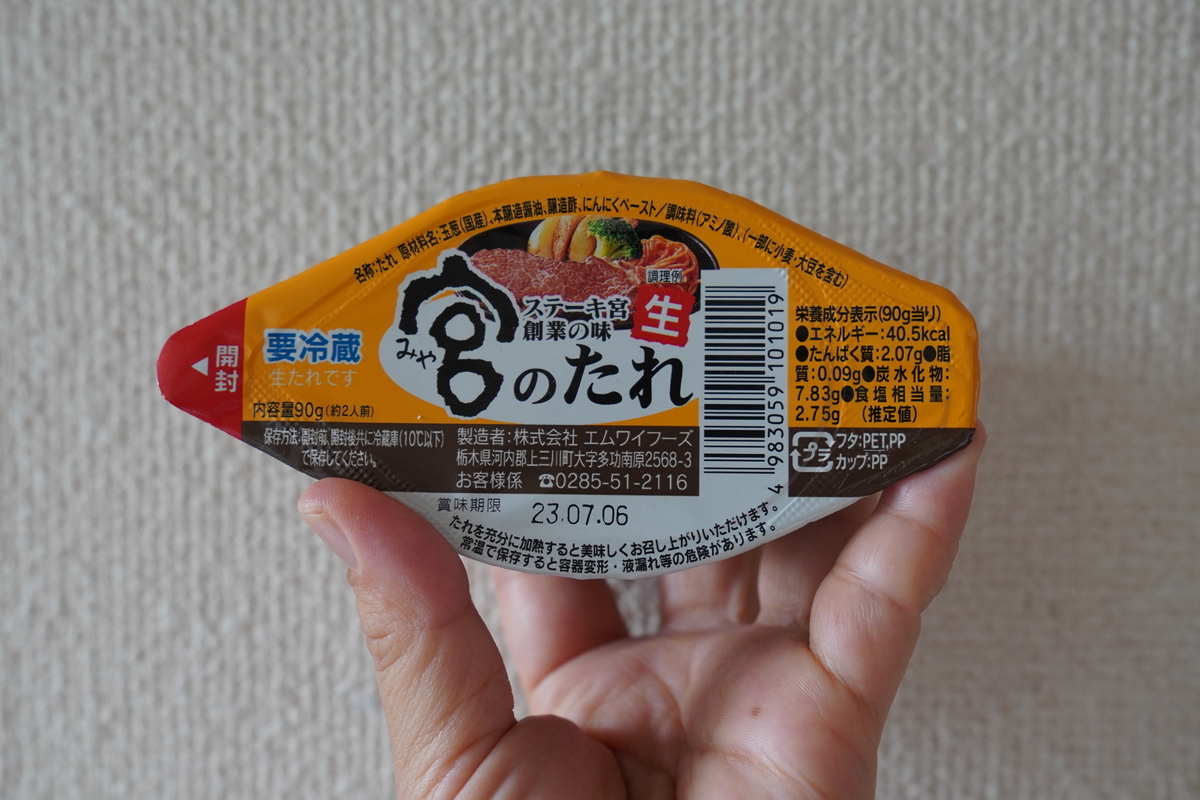 名称:たれ 原材料名:玉葱(国産)、本醸造醤油、醸造酢、にんにくペースト/調味料(アミノ酸)、(一部に小麦・大豆を含む)
調理例
生
ステーキ宮
創業の味
みや
宮のたれ
開封
要冷蔵
生たれです
内容量90g(約2人前)
保存方法:開封前、開封後共に冷蔵庫(10℃以下)
で保存してください。
製造者:株式会社 エムワイフーズ
栃木県河内郡上三川町大字多功南原2568-3
お客様係 ☎0285-51-2116
4 983059 101019
栄養成分表示(90g当り)
●エネルギー:40.5kcal
●たんぱく質:2.07g●脂
質:0.09g●炭水化物:
7.83g●食塩相当量:
2.75g (推定値)
プラ
フタ:PET,PP
カップ:PP
賞味期限 23.07.06
たれを充分に加熱すると美味しくお召し上がりいただけます。
常温で保存すると容器変形・液漏れ等の危険があります。